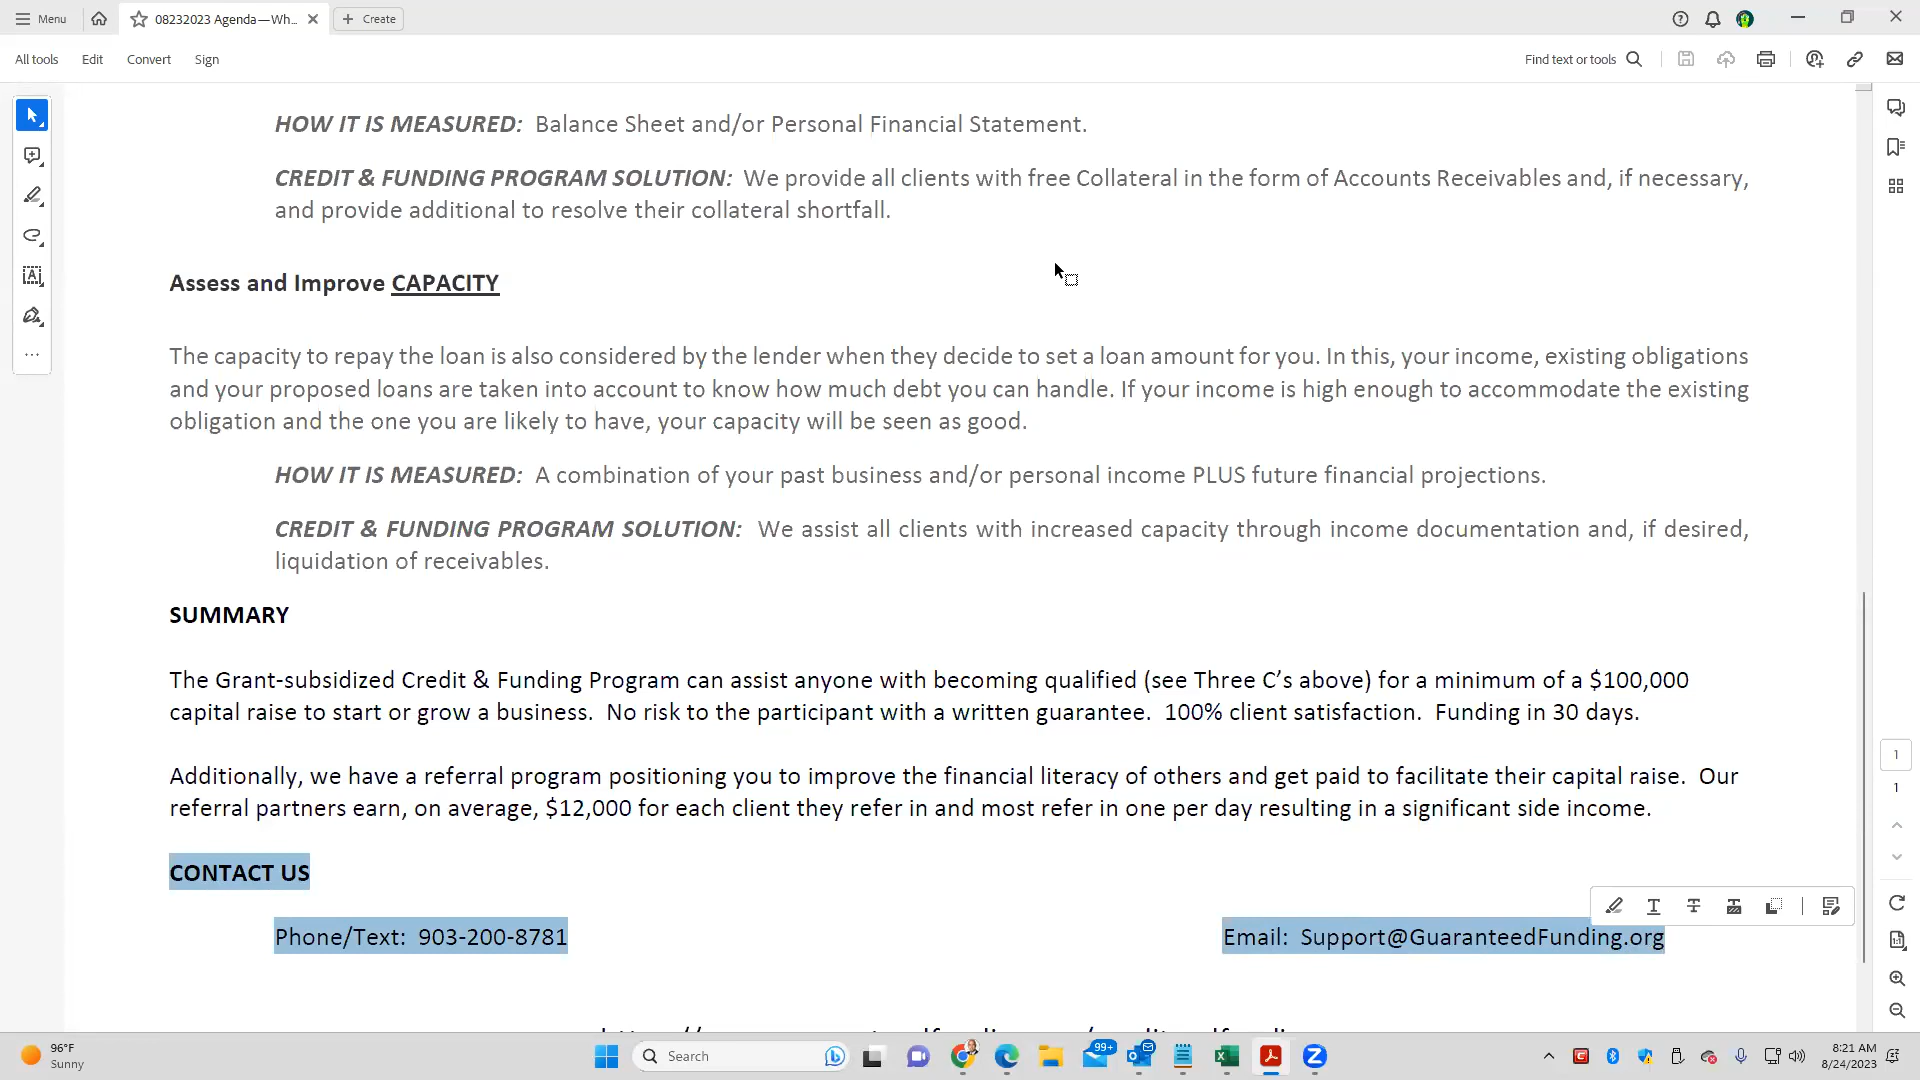 Menu
08232023 Agenda—Wh...
Create
All tools
Edit
Convert
Sign
Find text or tools
HOW IT IS MEASURED: Balance Sheet and/or Personal Financial Statement.
CREDIT & FUNDING PROGRAM SOLUTION: We provide all clients with free Collateral in the form of Accounts Receivables and, if necessary,
and provide additional to resolve their collateral shortfall.
Assess and Improve CAPACITY
The capacity to repay the loan is also considered by the lender when they decide to set a loan amount for you. In this, your income, existing obligations
and your proposed loans are taken into account to know how much debt you can handle. If your income is high enough to accommodate the existing
obligation and the one you are likely to have, your capacity will be seen as good.
HOW IT IS MEASURED: A combination of your past business and/or personal income PLUS future financial projections.
CREDIT & FUNDING PROGRAM SOLUTION: We assist all clients with increased capacity through income documentation and, if desired,
liquidation of receivables.
SUMMARY
The Grant-subsidized Credit & Funding Program can assist anyone with becoming qualified (see Three C’s above) for a minimum of a $100,000
capital raise to start or grow a business. No risk to the participant with a written guarantee. 100% client satisfaction. Funding in 30 days.
Additionally, we have a referral program positioning you to improve the financial literacy of others and get paid to facilitate their capital raise. Our
referral partners earn, on average, $12,000 for each client they refer in and most refer in one per day resulting in a significant side income.
CONTACT US
Phone/Text: 903-200-8781
Email: Support@GuaranteedFunding.org
1
1
96°F
Sunny
Search
99+
8:21 AM
8/24/2023